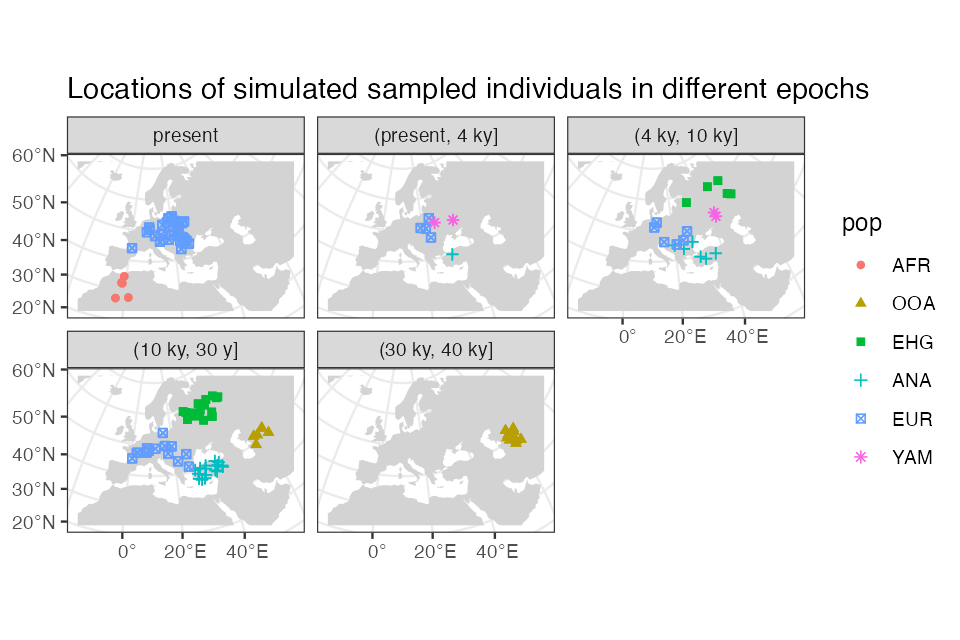 Locations of simulated sampled individuals in different epochs
present
(present, 4 ky]
(4 ky, 10 ky]
60°N
50°N
40°N
30°N
20°N
0°
20°E
40°E
(10 ky, 30 y]
(30 ky, 40 ky]
60°N
50°N
40°N
30°N
20°N
0°
20°E
40°E
0°
20°E
40°E
pop
AFR
OOA
EHG
ANA
EUR
YAM